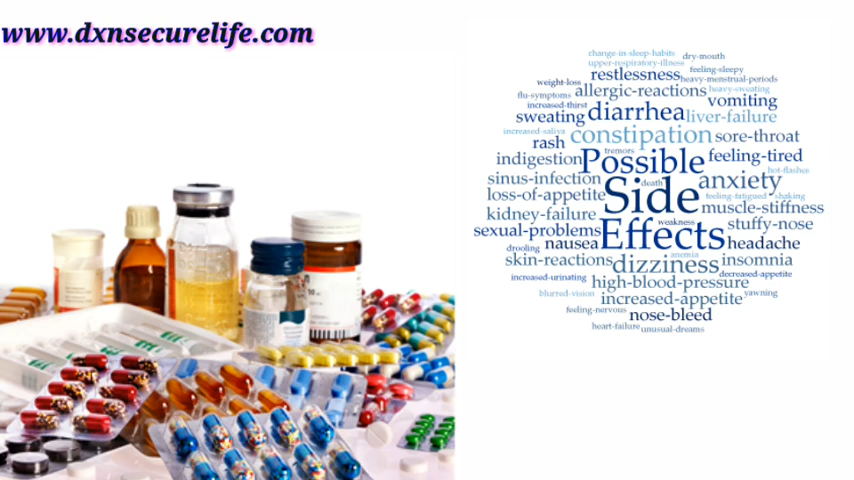 www.dxnsecurelife.com
change-in-sleep-habits dry-mouth
upper-respiratory-illness feeling-sleepy
restlessness heavy-menstrual-periods
weight-loss allergic-reactions heavy-sweating
flu-symptoms vomiting
increased-thirst diarrhea
sweating liver-failure
increased-saliva constipation sore-throat
rash tremors
indigestion Possible feeling-tired
hot-flashes
sinus-infection death anxiety
loss-of-appetite Side feeling-fatigued shaking
kidney-failure muscle-stiffness
weakness stuffy-nose
sexual-problems Effects
drooling nausea headache
anemia
skin-reactions dizziness insomnia
increased-urinating decreased-appetite
high-blood-pressure
blurred-vision increased-appetite yawning
feeling-nervous nose-bleed
heart-failure unusual-dreams